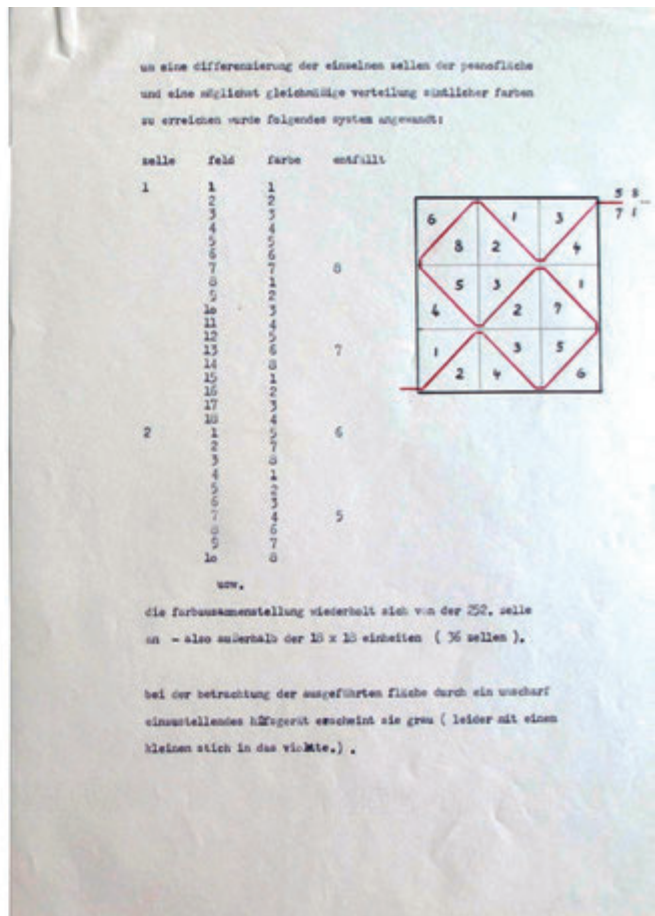 um eine differenzierung der einzelnen zellen der peanofläche
und eine möglichst gleichmäßige verteilung sämtlicher farben
zu erreichen wurde folgendes system angewandt:
zelle feld farbe entfällt
1 1 1
2 2
3 3
4 4
5 5
6 6
7 7 8
8 1
9 2
lo 3
11 4
12 5
13 6 7
14 8
15 1
16 2
17 3
18 4
2 1 5 6
2 7
3 8
4 1
5 2
6 3
7 4 5
8 6
9 7
lo 8
usw.
5 8
7 1
6 1 3
8 2 4
5 3 1
4 2 7
1 3 5
2 4 6
die farbzusammenstellung wiederholt sich von der 252. zelle
an - also außerhalb der 18 x 18 einheiten ( 36 zellen ).
bei der betrachtung der ausgeführten fläche durch ein unscharf
einzustellendes hilfsgerät erscheint sie grau ( leider mit einen
kleinen stich in das .) .